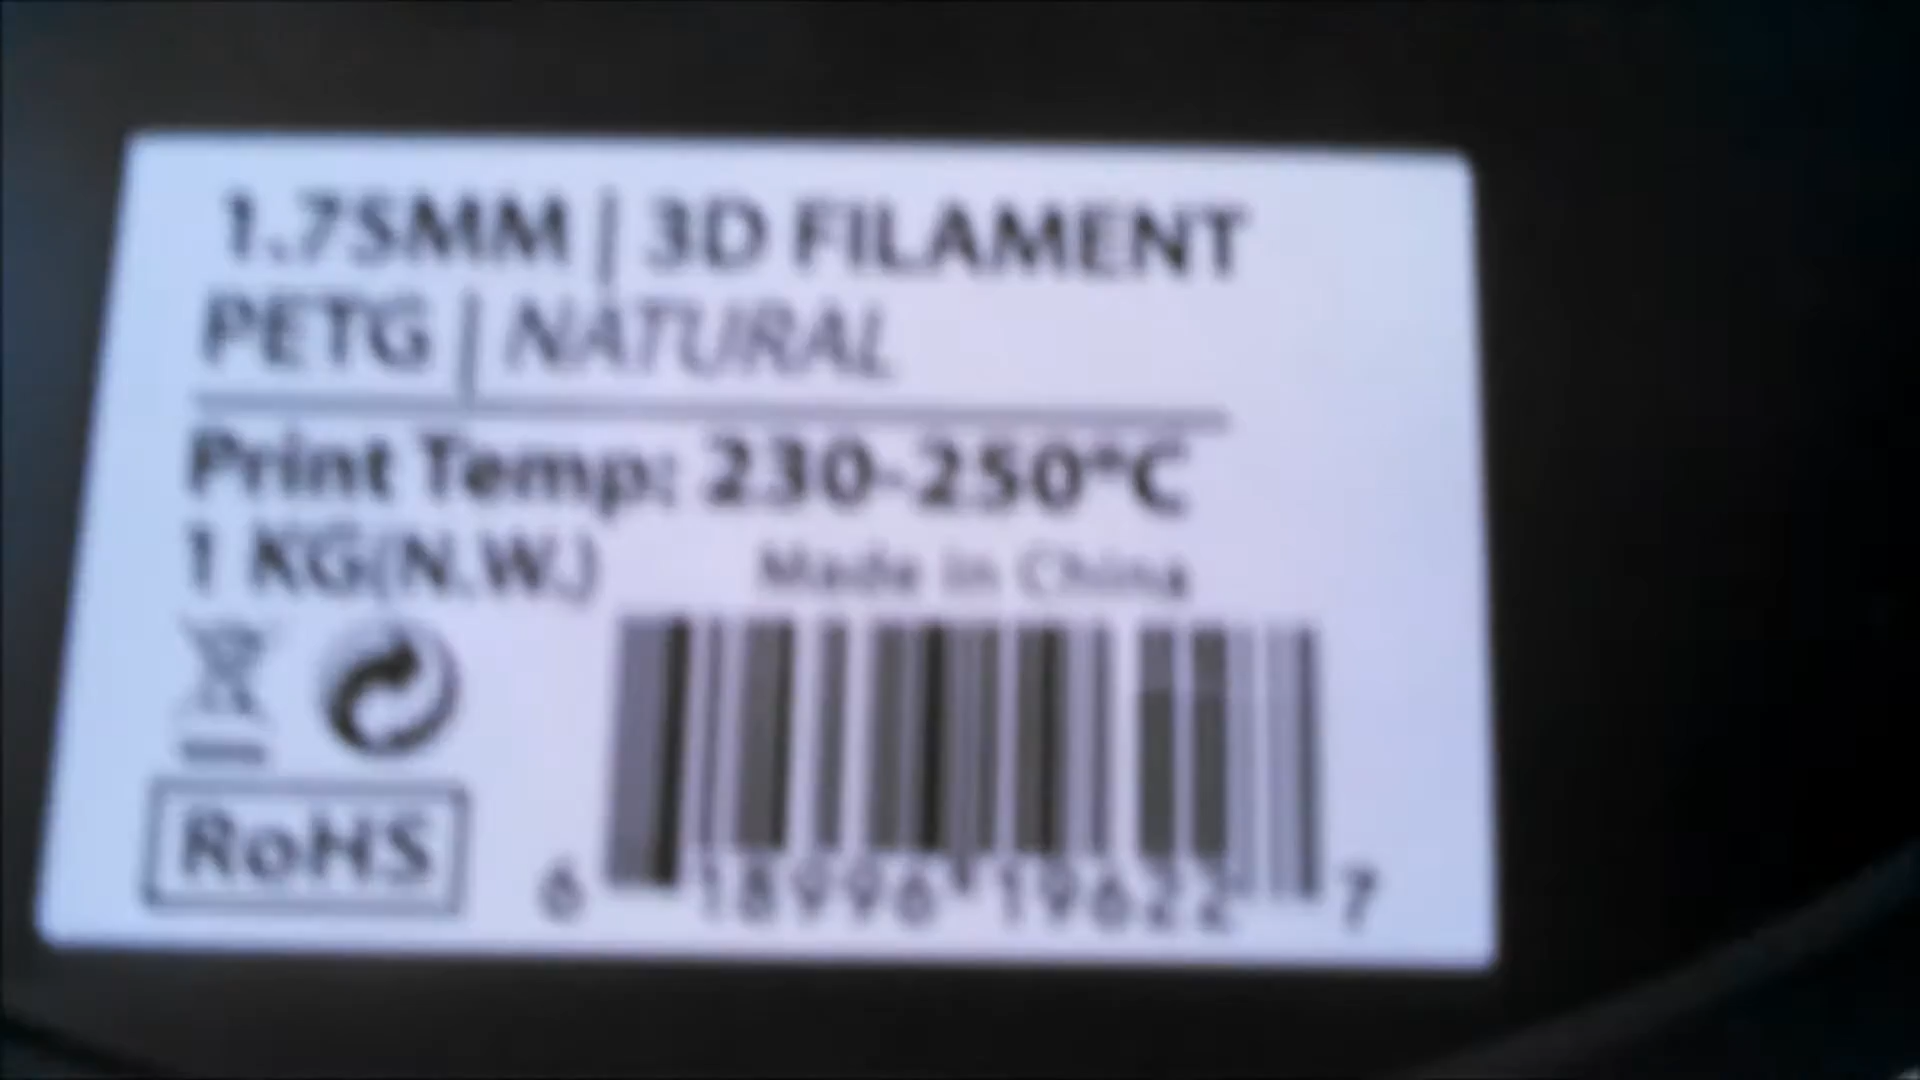 1.75MM | 3D FILAMENT
PETG | NATURAL
Print Temp: 230-250°C
1 KG(N.W.)
Made in China
RoHS
6 18996 19622 7